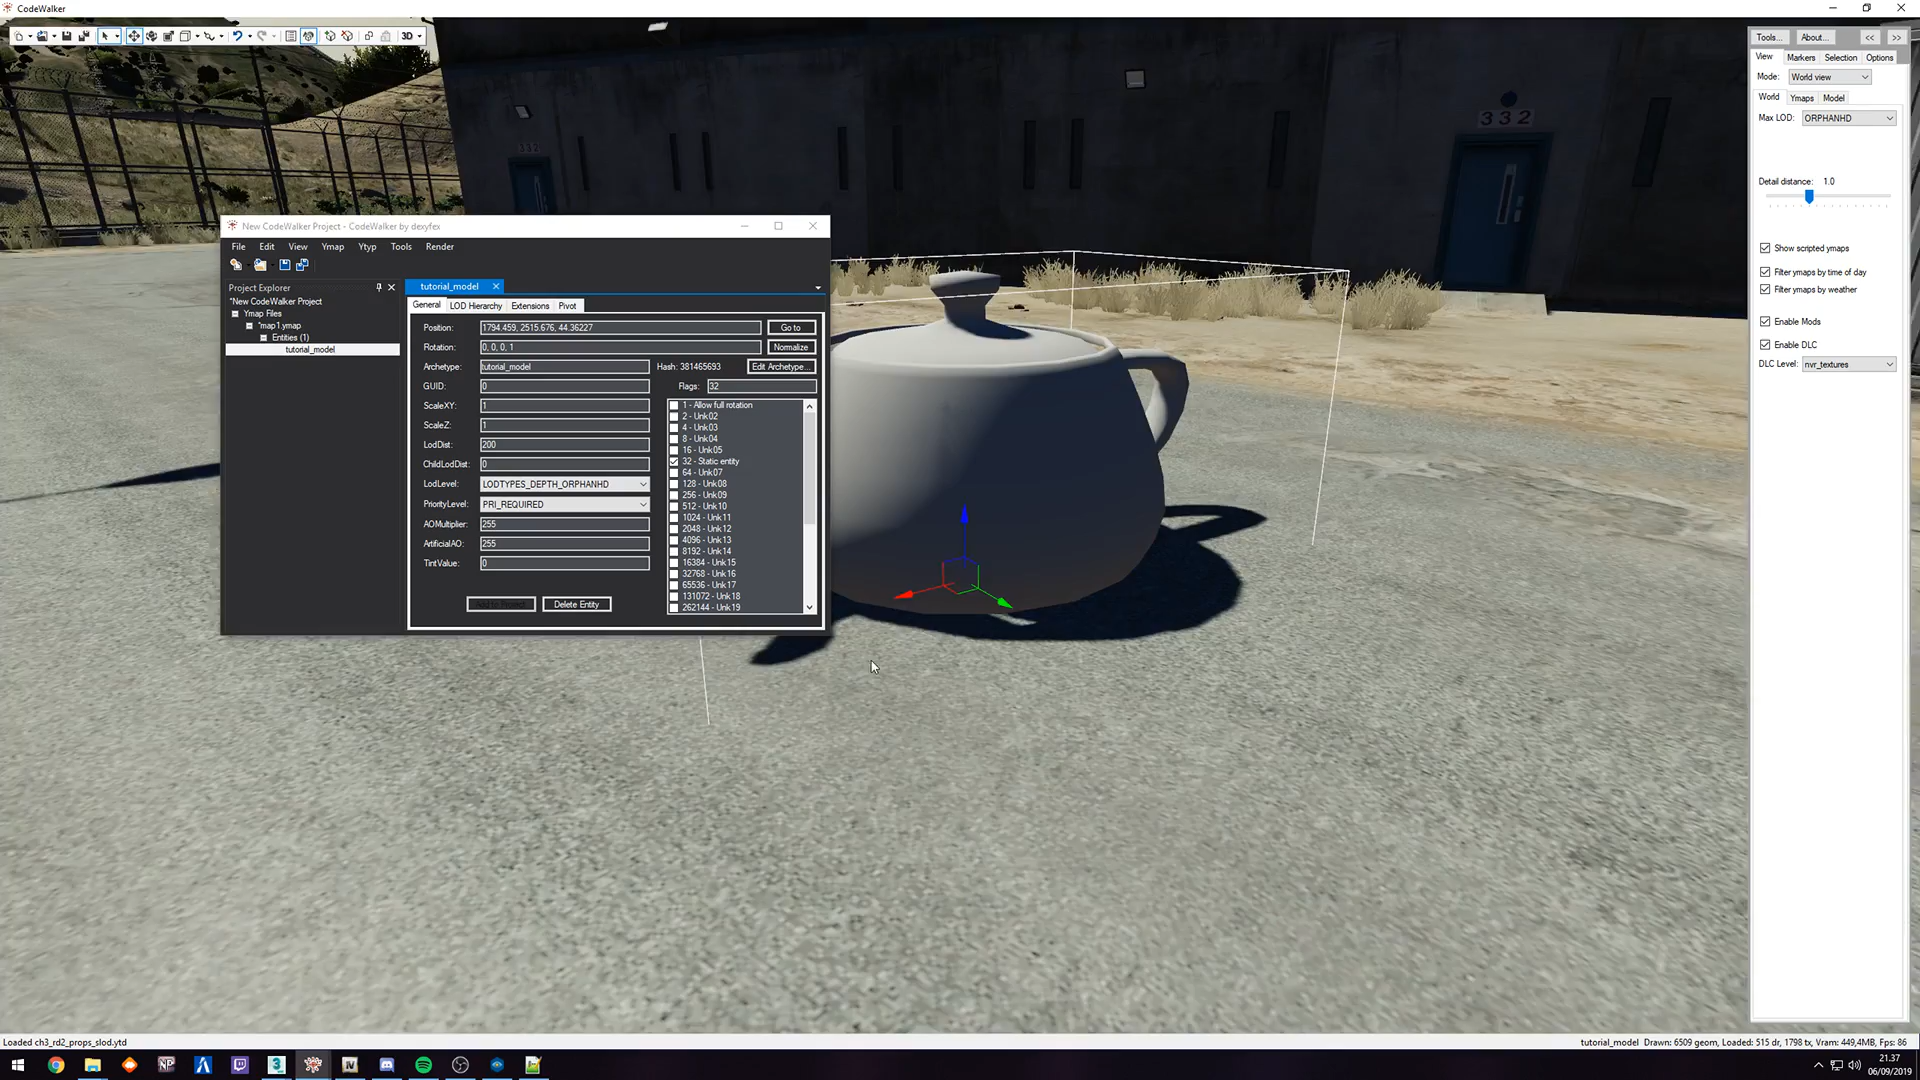 CodeWalker
3D
332
332
Tools... About... << >>
View Markers Selection Options
Mode: World view
World Ymaps Model
Max LOD: ORPHANHD
Detail distance: 1.0
Show scripted ymaps
Filter ymaps by time of day
Filter ymaps by weather
Enable Mods
Enable DLC
DLC Level: nvr_textures
New CodeWalker Project - CodeWalker by dexyfex
File Edit View Ymap Ytyp Tools Render
Project Explorer
*New CodeWalker Project
Ymap Files
*map1.ymap
Entities (1)
tutorial_model
tutorial_model
General LOD Hierarchy Extensions Pivot
Position: 1794.459, 2515.676, 44.36227 Go to
Rotation: 0, 0, 0, 1 Normalize
Archetype: tutorial_model Hash: 381465693 Edit Archetype...
GUID: 0 Flags: 32
ScaleXY: 1
ScaleZ: 1
LodDist: 200
ChildLodDist: 0
LodLevel: LODTYPES_DEPTH_ORPHANHD
PriorityLevel: PRI_REQUIRED
AOMultiplier: 255
ArtificialAO: 255
TintValue: 0
1 - Allow full rotation
2 - Unk02
4 - Unk03
8 - Unk04
16 - Unk05
32 - Static entity
64 - Unk07
128 - Unk08
256 - Unk09
512 - Unk10
1024 - Unk11
2048 - Unk12
4096 - Unk13
8192 - Unk14
16384 - Unk15
32768 - Unk16
65536 - Unk17
131072 - Unk18
262144 - Unk19
Delete Entity
Loaded ch3_rd2_props_slod.ytd
tutorial_model Drawn: 6509 geom, Loaded: 515 dr, 1798 tx, Vram: 449,4MB, Fps: 86
21.37
06/09/2019